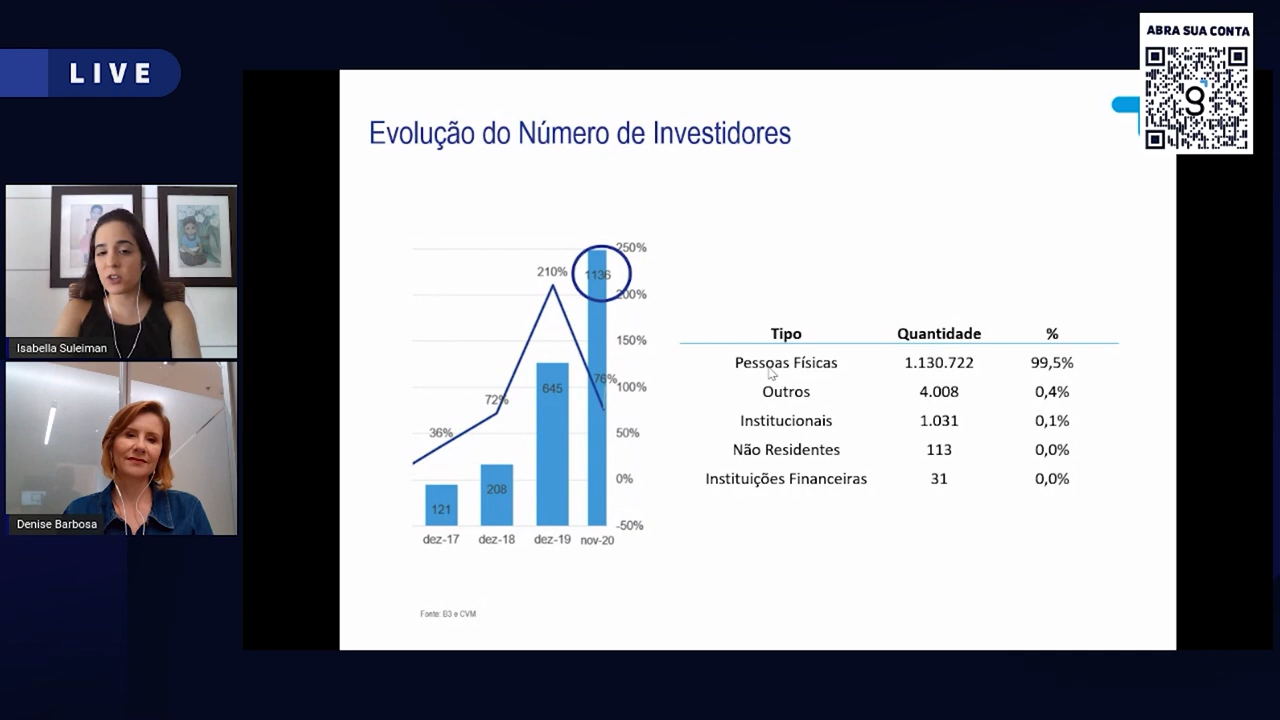 ABRA SUA CONTA
LIVE
Evolução do Número de Investidores
Isabella Suleiman
Denise Barbosa
250%
200%
150%
100%
50%
0%
-50%
36%
72%
210%
76%
121
208
645
1136
dez-17
dez-18
dez-19
nov-20
Tipo Quantidade %
Pessoas Físicas 1.130.722 99,5%
Outros 4.008 0,4%
Institucionais 1.031 0,1%
Não Residentes 113 0,0%
Instituições Financeiras 31 0,0%
Fonte: B3 e CVM